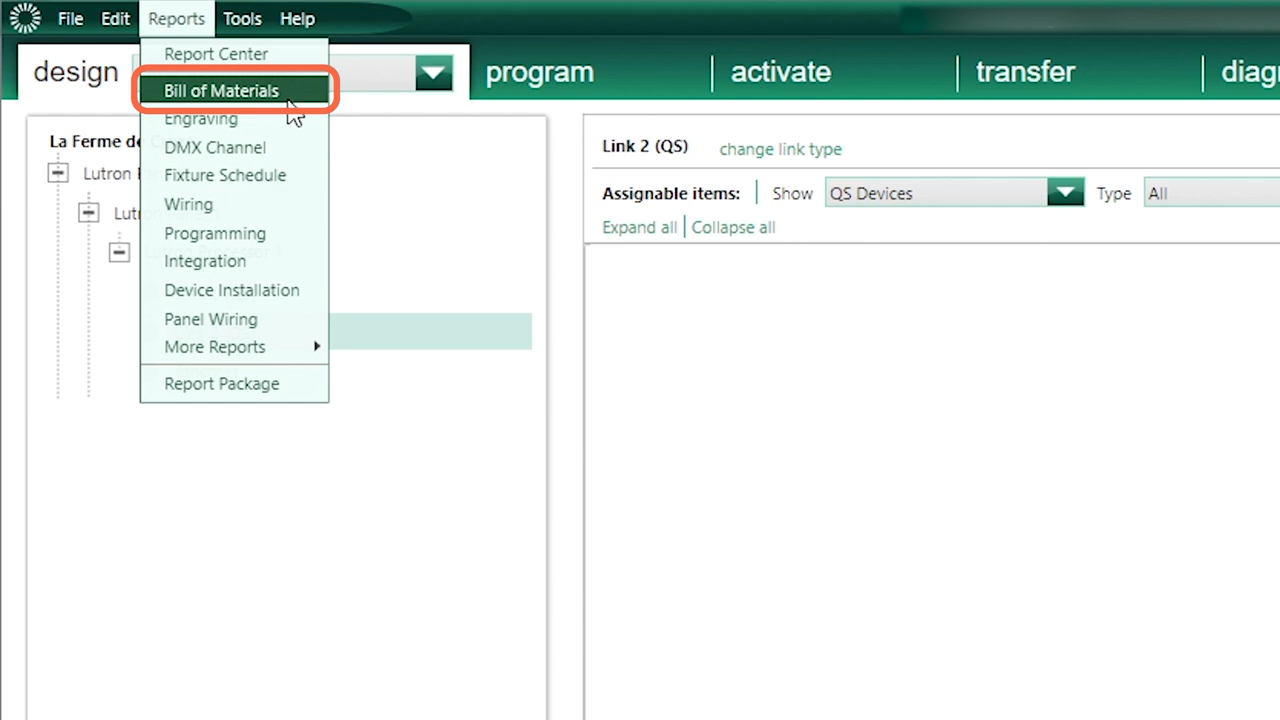 File Edit Reports Tools Help
design program activate transfer
Report Center
Bill of Materials
Engraving
DMX Channel
Fixture Schedule
Wiring
Programming
Integration
Device Installation
Panel Wiring
More Reports
Report Package
La Ferme
Lutron
Link 2 (QS) change link type
Assignable items: Show QS Devices Type All
Expand all Collapse all